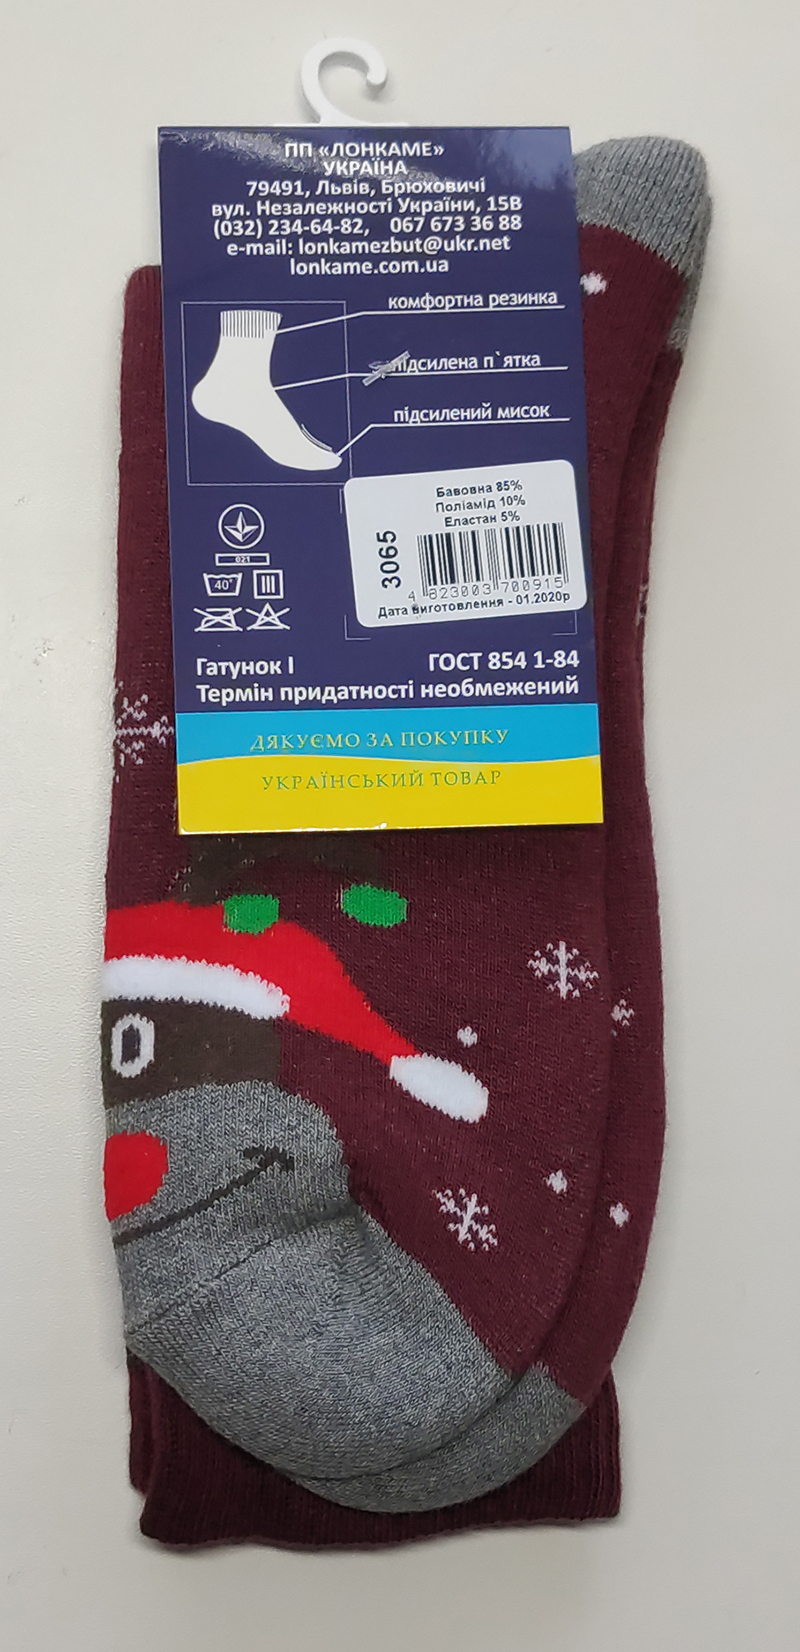 ПП «ЛОНКАМЕ»
УКРАЇНА
79491, Львів, Брюховичі
вул. Незалежності України, 15В
(032) 234-64-82, 067 673 36 88
e-mail: lonkamezbut@ukr.net
lonkame.com.ua
комфортна резинка
підсилена п`ятка
підсилений мисок
Бавовна 85%
Поліамід 10%
Еластан 5%
3065
4 823003 700915
Дата виготовлення - 01.2020р
021
40°
Гатунок І
ГОСТ 854 1-84
Термін придатності необмежений
ДЯКУЄМО ЗА ПОКУПКУ
УКРАЇНСЬКИЙ ТОВАР